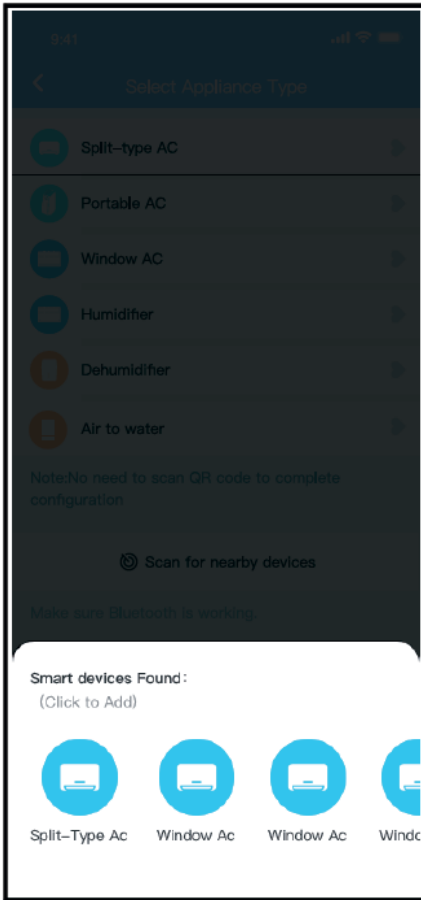 9:41
Select Appliance Type
Split-type AC
Portable AC
Window AC
Humidifier
Dehumidifier
Air to water
Note:No need to scan QR code to complete
configuration
Scan for nearby devices
Make sure Bluetooth is working.
Smart devices Found:
(Click to Add)
Split-Type Ac Window Ac Window Ac